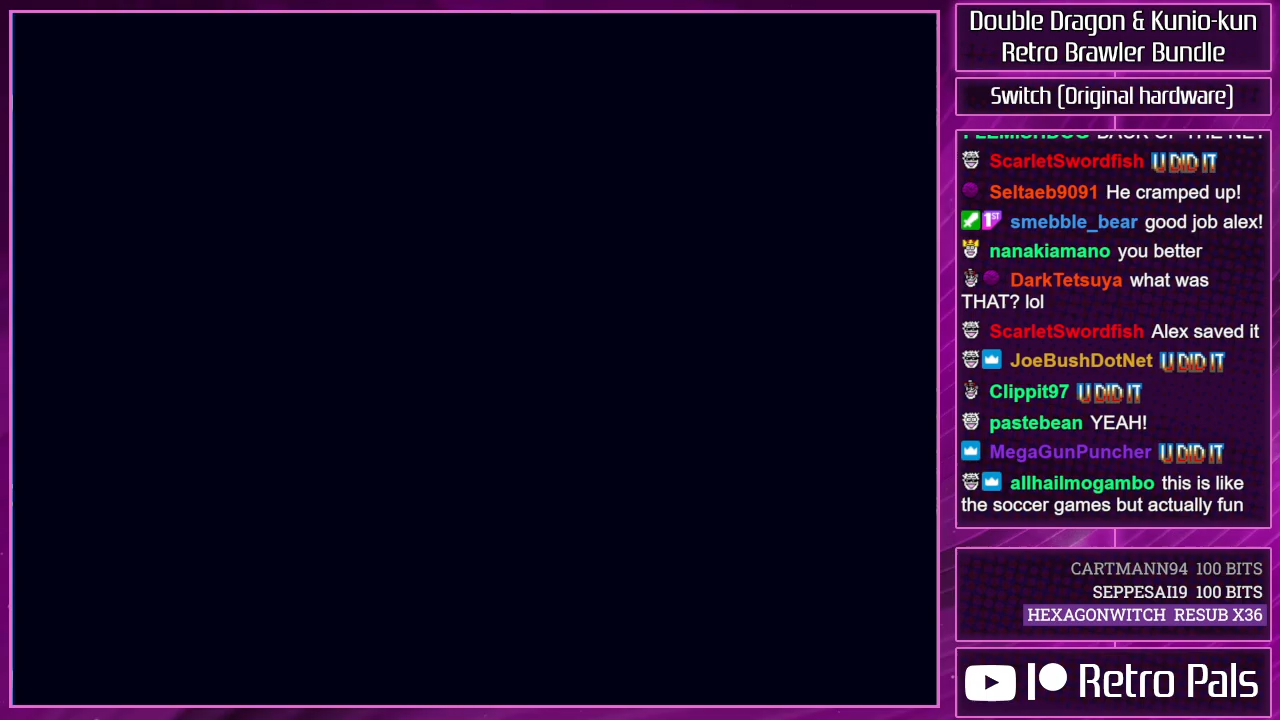 Double Dragon & Kunio-kun
Retro Brawler Bundle
Switch (Original hardware)
ScarletSwordfish U DID IT
Seltaeb9091 He cramped up!
1ST smebble_bear good job alex!
nanakiamano you better
DarkTetsuya what was
THAT? lol
ScarletSwordfish Alex saved it
JoeBushDotNet U DID IT
Clippit97 U DID IT
pastebean YEAH!
MegaGunPuncher U DID IT
allhailmogambo this is like
the soccer games but actually fun
CARTMANN94 100 BITS
SEPPESAI19 100 BITS
HEXAGONWITCH RESUB X36
Retro Pals